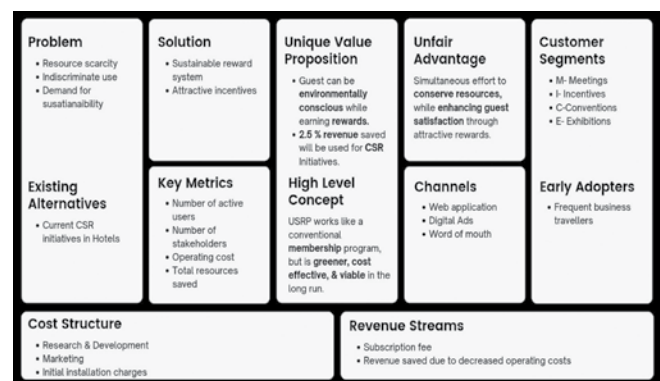 Problem
• Resource scarcity
• Indiscriminate use
• Demand for
susatianaibility
Existing
Alternatives
• Current CSR
initiatives in Hotels
Solution
• Sustainable reward
system
• Attractive incentives
Key Metrics
• Number of active
users
• Number of
stakeholders
• Operating cost
• Total resources
saved
Unique Value
Proposition
• Guest can be
environmentally
conscious while
earning rewards.
• 2.5 % revenue saved
will be used for CSR
Initiatives.
High Level
Concept
USRP works like a
conventional
membership program,
but is greener, cost
effective, & viable in the
long run.
Unfair
Advantage
Simultaneous effort to
conserve resources,
while enhancing guest
satisfaction through
attractive rewards.
Channels
• Web application
• Digital Ads
• Word of mouth
Customer
Segments
• M- Meetings
• I- Incentives
• C-Conventions
• E- Exhibitions
Early Adopters
• Frequent business
travellers
Cost Structure
• Research & Development
• Marketing
• Initial installation charges
Revenue Streams
• Subscription fee
• Revenue saved due to decreased operating costs